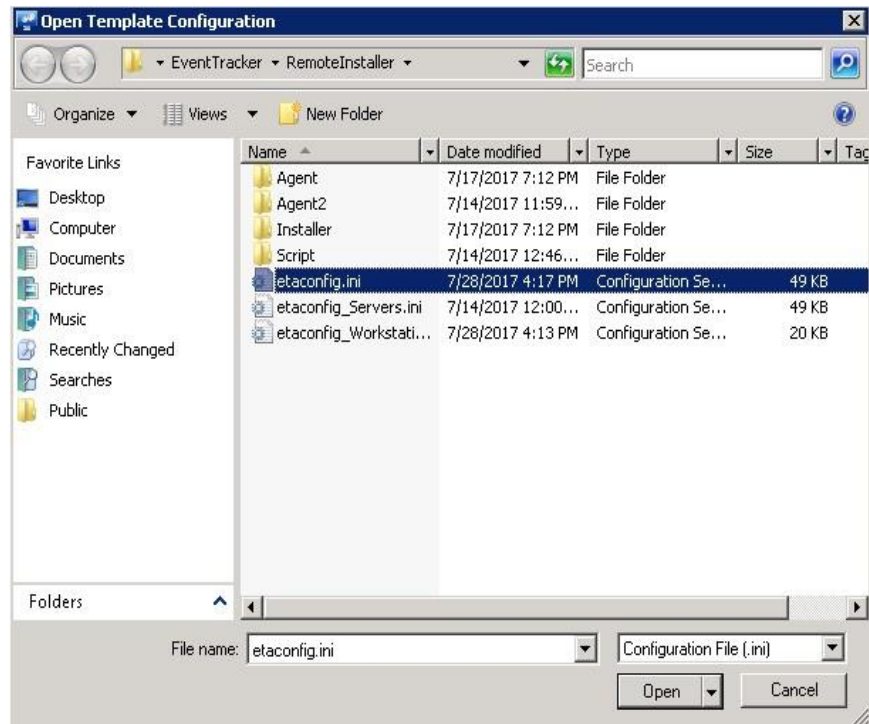 Open Template Configuration
EventTracker RemoteInstaller Search
Organize Views New Folder
Favorite Links
Desktop
Computer
Documents
Pictures
Music
Recently Changed
Searches
Public
Folders
Name Date modified Type Size Tag
Agent 7/17/2017 7:12 PM File Folder
Agent2 7/14/2017 11:59... File Folder
Installer 7/17/2017 7:12 PM File Folder
Script 7/14/2017 12:46... File Folder
etaconfig.ini 7/28/2017 4:17 PM Configuration Se... 49 KB
etaconfig_Servers.ini 7/14/2017 12:00... Configuration Se... 49 KB
etaconfig_Workstati... 7/28/2017 4:13 PM Configuration Se... 20 KB
File name: etaconfig.ini Configuration File (.ini)
Open Cancel